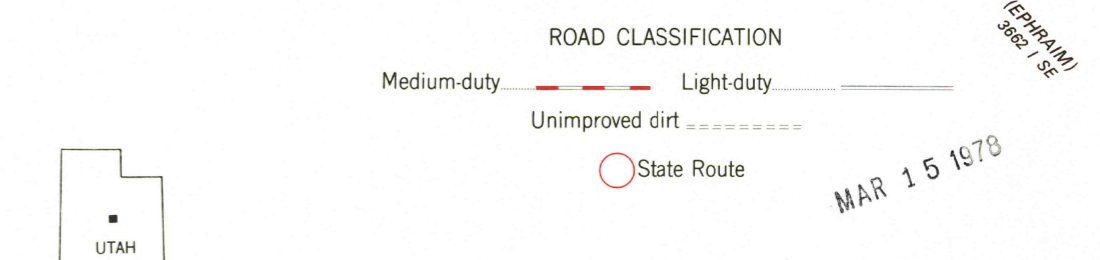 ROAD CLASSIFICATION
Medium-duty Light-duty
Unimproved dirt
State Route
(EPHRAIM)
3662 I SE
MAR 15 1978
UTAH